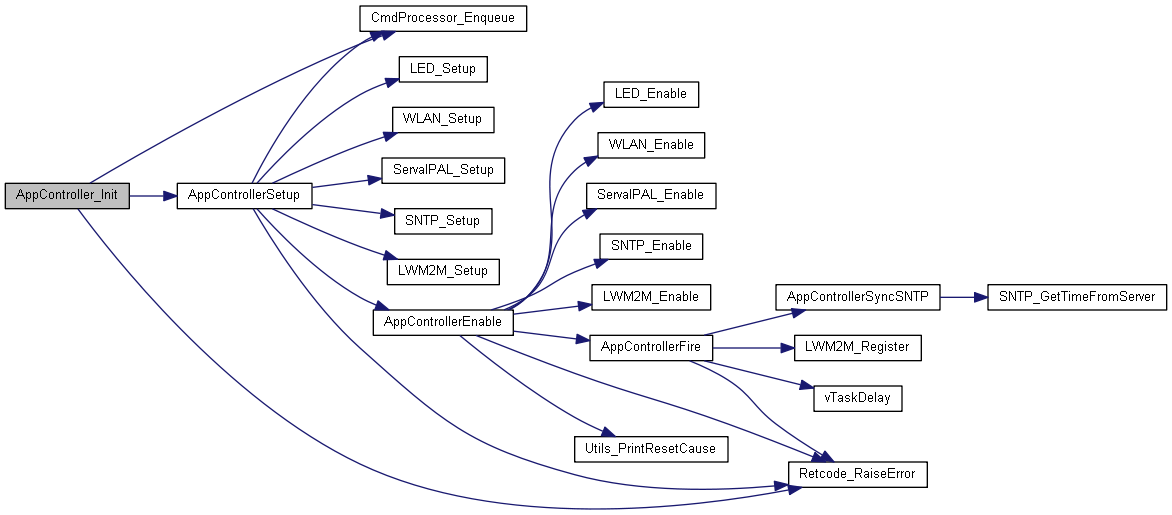 CmdProcessor_Enqueue
LED_Setup
LED_Enable
WLAN_Setup
WLAN_Enable
ServalPAL_Setup
AppController_Init
AppControllerSetup
ServalPAL_Enable
SNTP_Setup
SNTP_Enable
LWM2M_Setup
LWM2M_Enable
AppControllerSyncSNTP
SNTP_GetTimeFromServer
AppControllerEnable
AppControllerFire
LWM2M_Register
vTaskDelay
Utils_PrintResetCause
Retcode_RaiseError